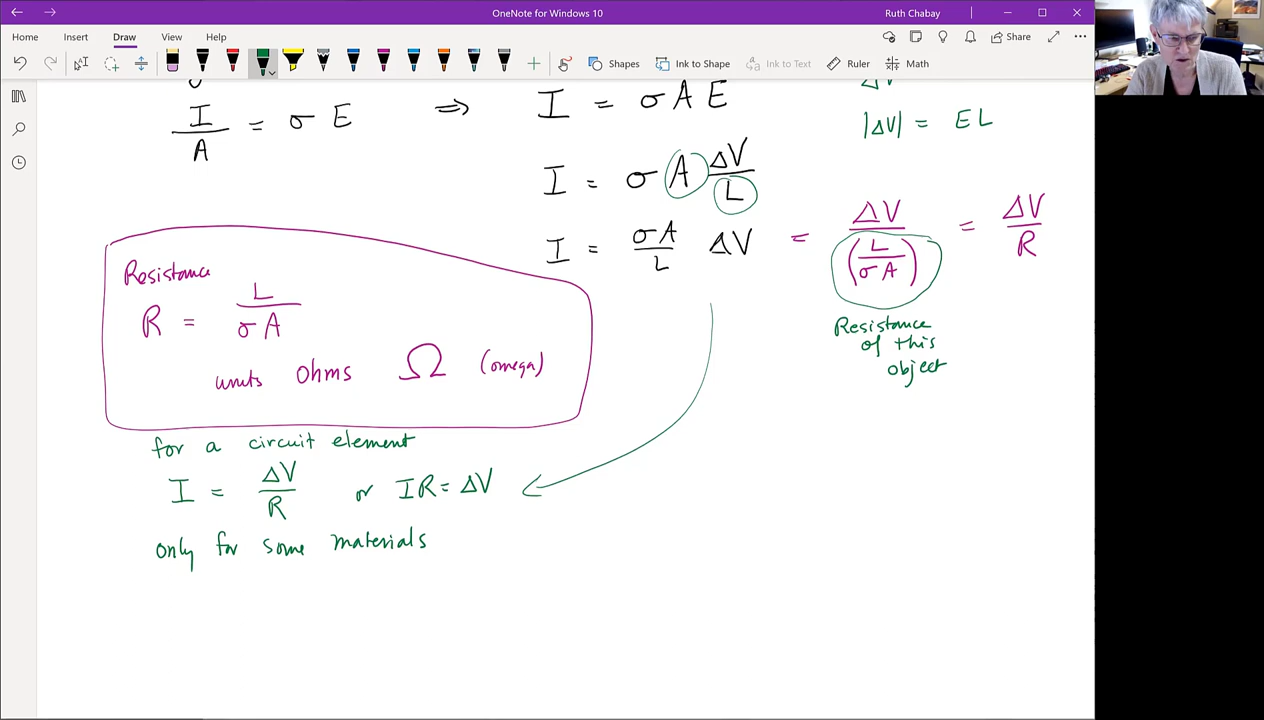 OneNote for Windows 10
Ruth Chabay
Home Insert Draw View Help
Share
Shapes Ink to Shape Ink to Text Ruler Math
I/A = σ E ⇒ I = σ A E
|ΔV| = E L
I = σ A ΔV/L
I = σA/L ΔV = ΔV/(L/σA) = ΔV/R
Resistance
R = L/σA
units Ohms Ω (omega)
Resistance
of this
object
for a circuit element
I = ΔV/R or IR = ΔV
only for some materials